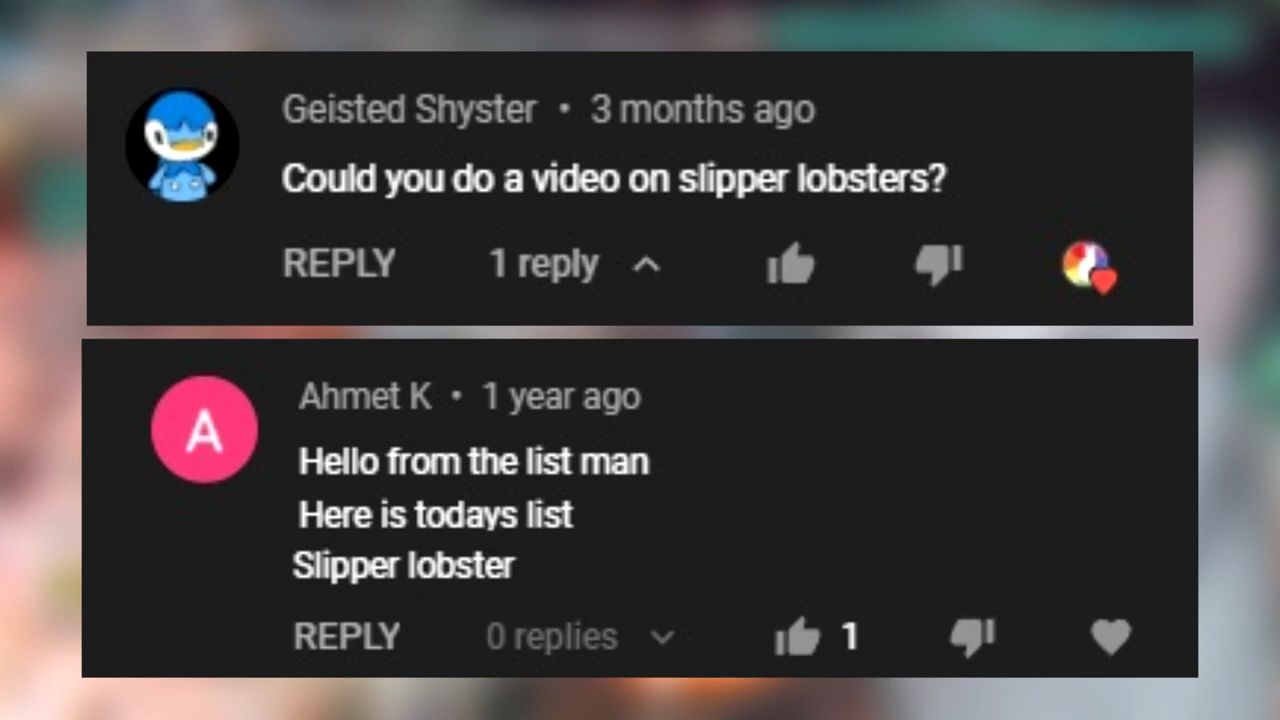 Geisted Shyster • 3 months ago
Could you do a video on slipper lobsters?
REPLY 1 reply
A
Ahmet K • 1 year ago
Hello from the list man
Here is todays list
Slipper lobster
REPLY 0 replies 1